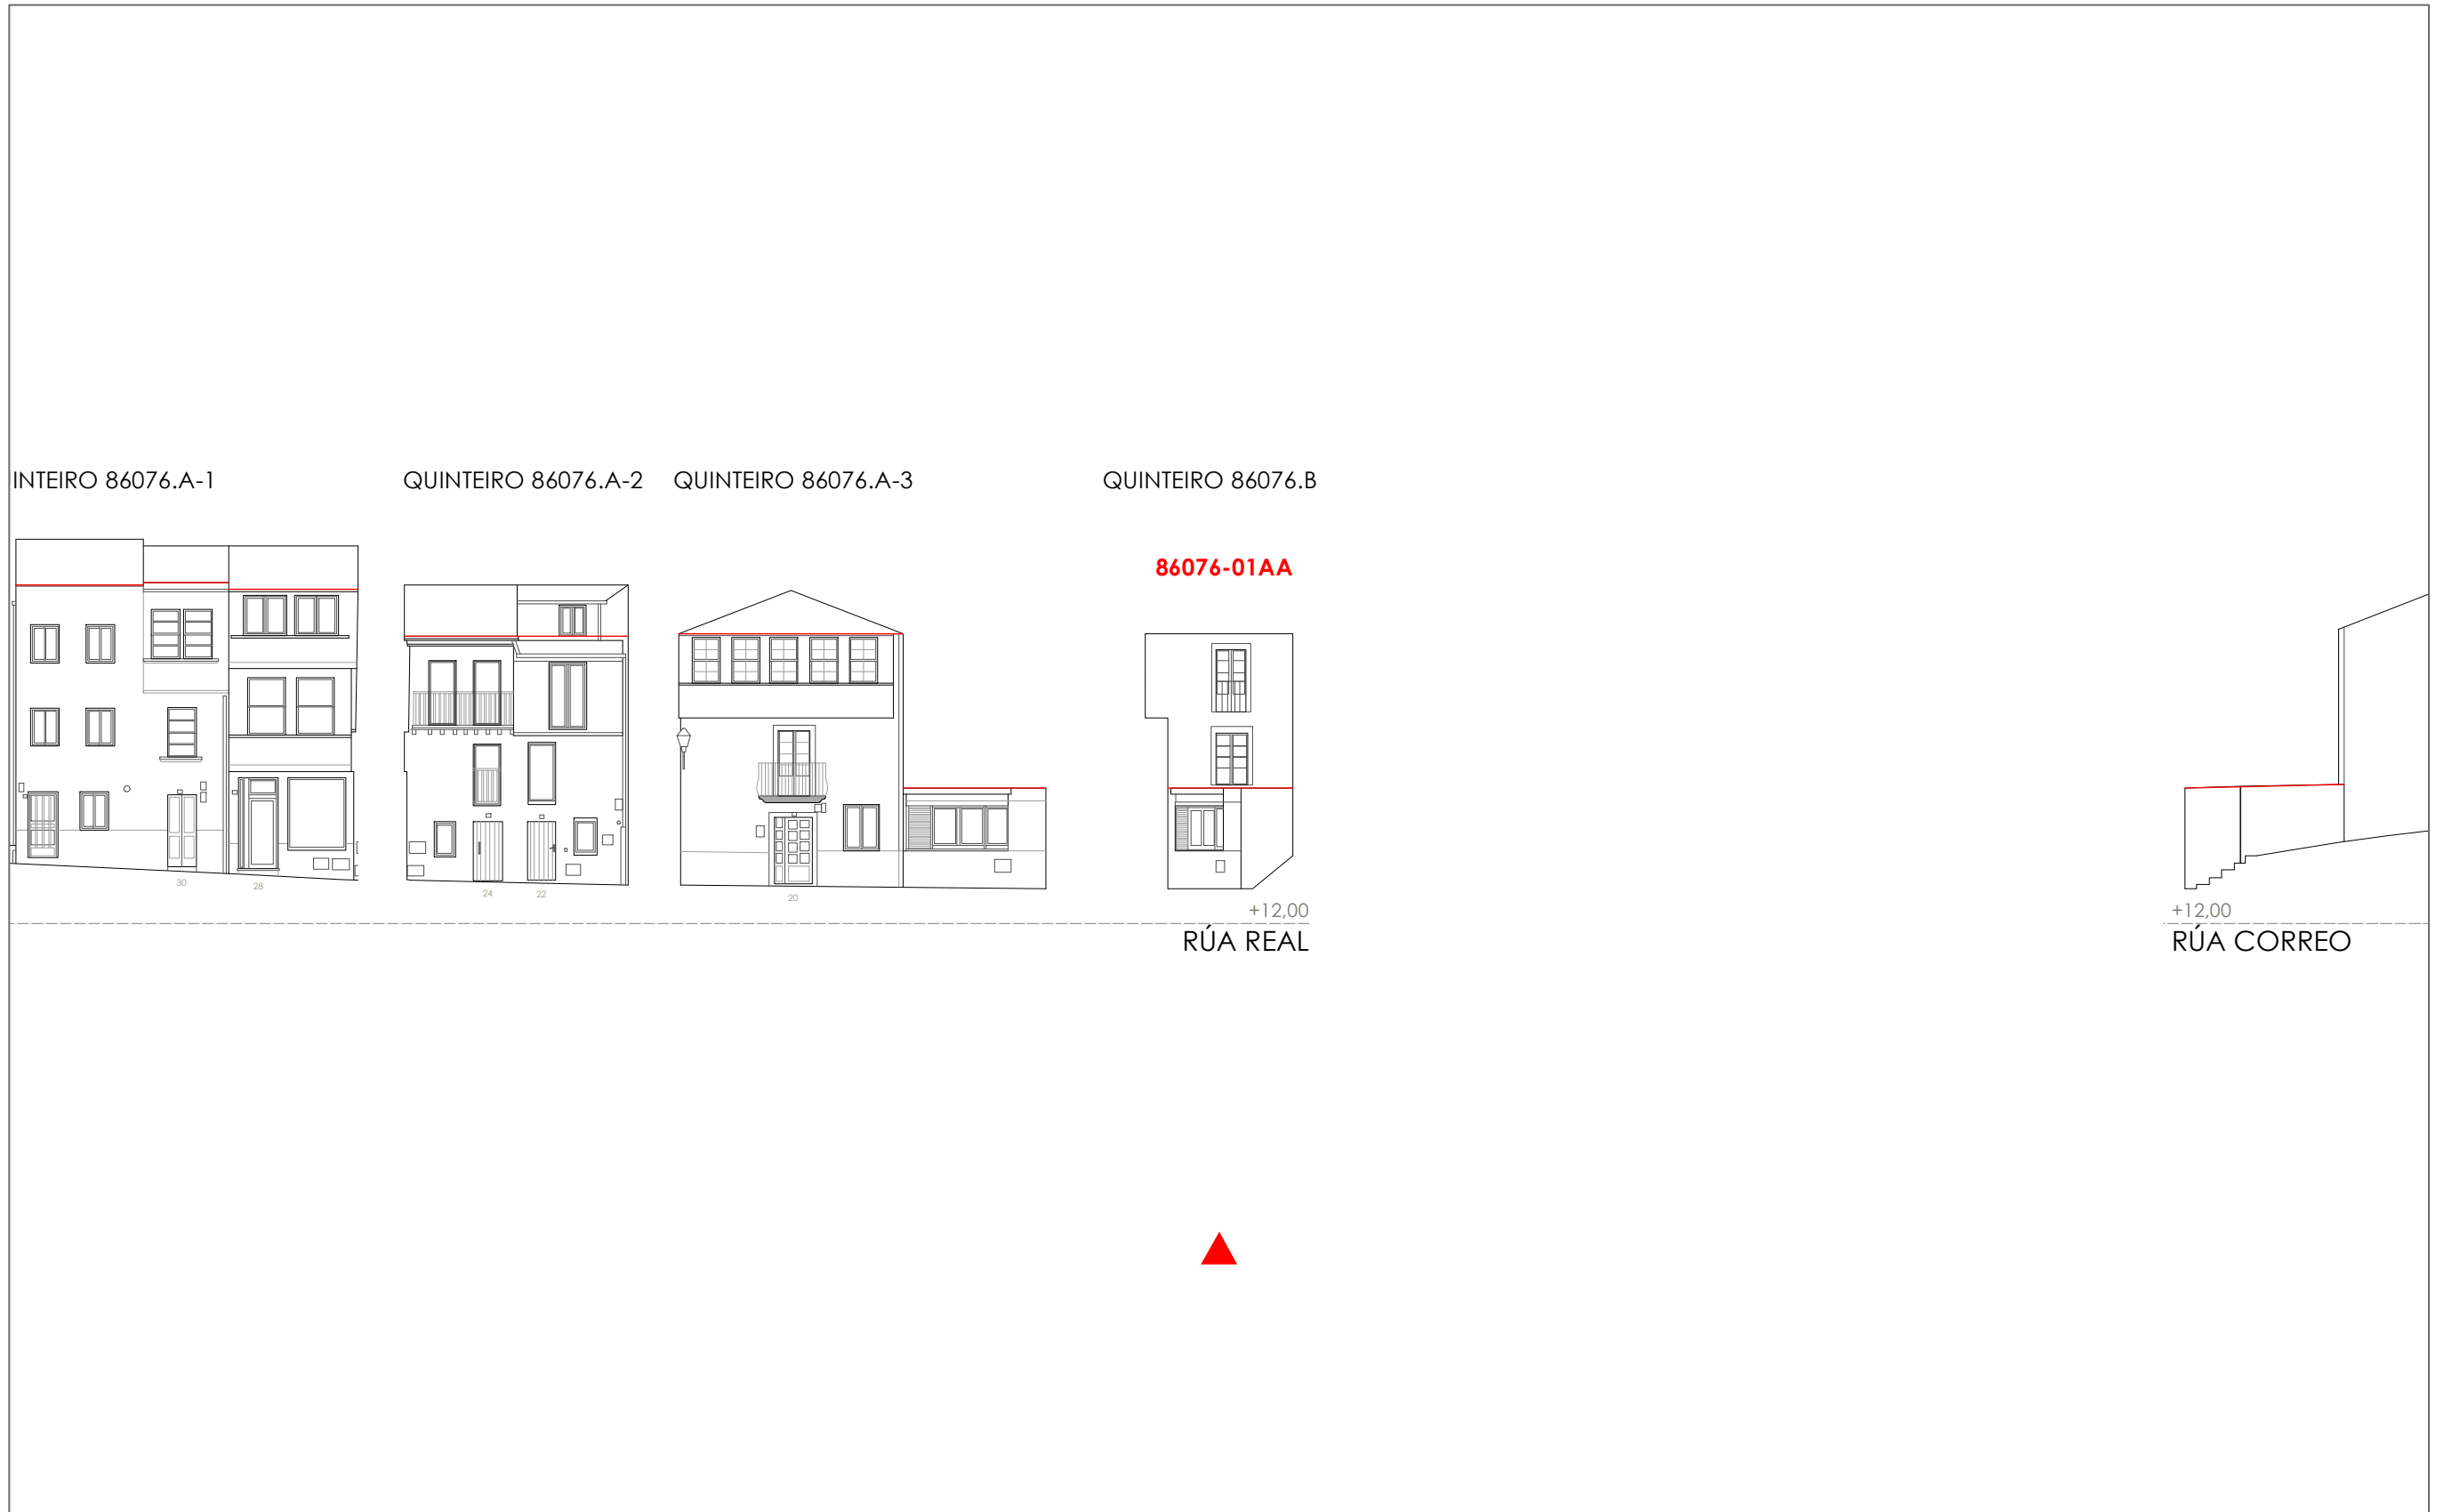 INTEIRO 86076.A-1
QUINTEIRO 86076.A-2
QUINTEIRO 86076.A-3
QUINTEIRO 86076.B
86076-01AA
30
28
24
22
20
+12,00
RÚA REAL
+12,00
RÚA CORREO